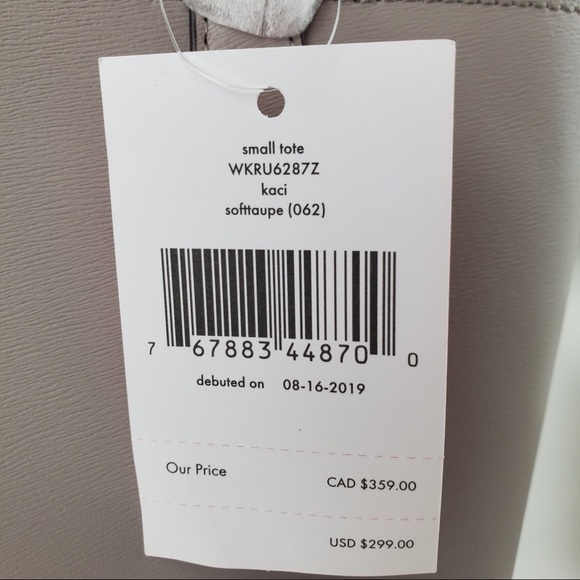 small tote
WKRU6287Z
kaci
softtaupe (062)
7 67883 44870 0
debuted on 08-16-2019
Our Price CAD $359.00
USD $299.00